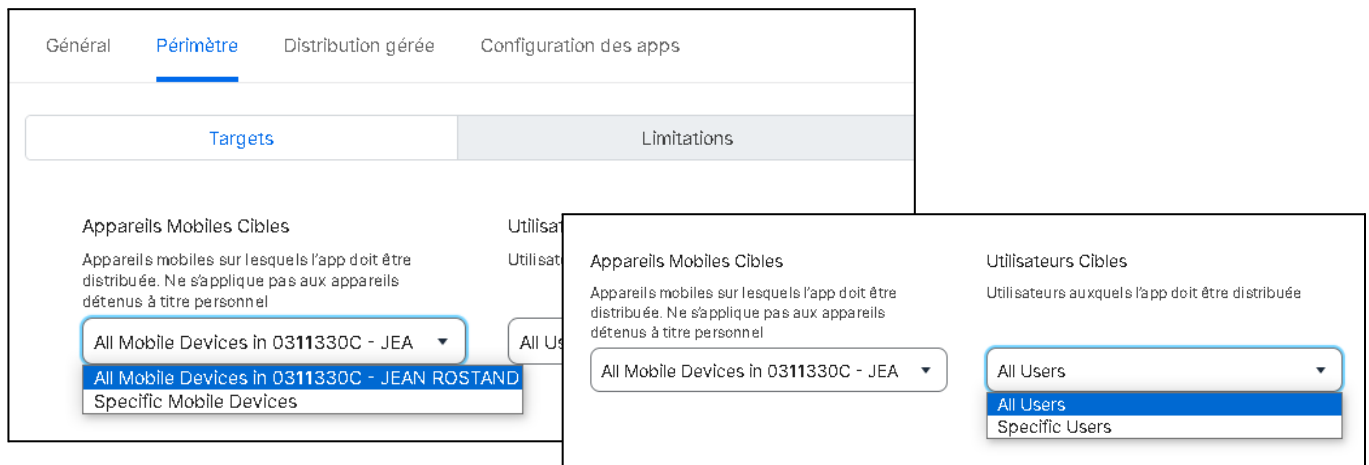 Général Périmètre Distribution gérée Configuration des apps
Targets Limitations
Appareils Mobiles Cibles
Appareils mobiles sur lesquels l'app doit être
distribuée. Ne s'applique pas aux appareils
détenus à titre personnel
All Mobile Devices in 0311330C - JEA
All Mobile Devices in 0311330C - JEAN ROSTAND
Specific Mobile Devices
Appareils Mobiles Cibles
Appareils mobiles sur lesquels l'app doit être
distribuée. Ne s'applique pas aux appareils
détenus à titre personnel
All Mobile Devices in 0311330C - JEA
Utilisateurs Cibles
Utilisateurs auxquels l'app doit être distribuée
All Users
All Users
Specific Users